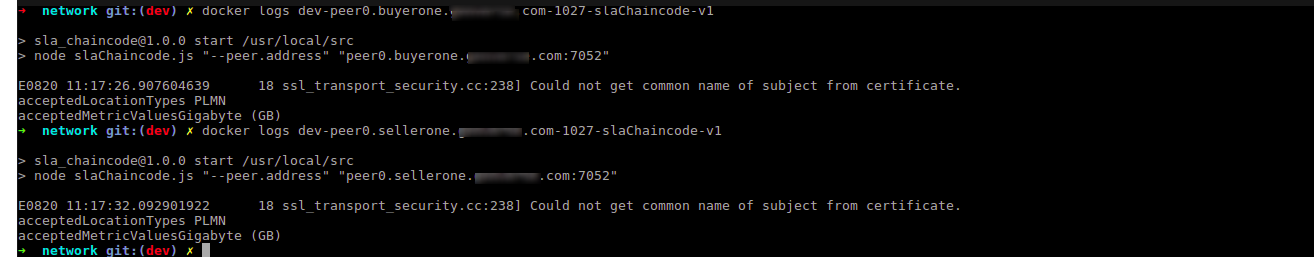 → network git:(dev) ✗ docker logs dev-peer0.buyerone. .com-1027-slaChaincode-v1
> sla_chaincode@1.0.0 start /usr/local/src
> node slaChaincode.js "--peer.address" "peer0.buyerone. .com:7052"
E0820 11:17:26.907604639 18 ssl_transport_security.cc:238] Could not get common name of subject from certificate.
acceptedLocationTypes PLMN
acceptedMetricValuesGigabyte (GB)
→ network git:(dev) ✗ docker logs dev-peer0.sellerone. .com-1027-slaChaincode-v1
> sla_chaincode@1.0.0 start /usr/local/src
> node slaChaincode.js "--peer.address" "peer0.sellerone. .com:7052"
E0820 11:17:32.092901922 18 ssl_transport_security.cc:238] Could not get common name of subject from certificate.
acceptedLocationTypes PLMN
acceptedMetricValuesGigabyte (GB)
→ network git:(dev) ✗